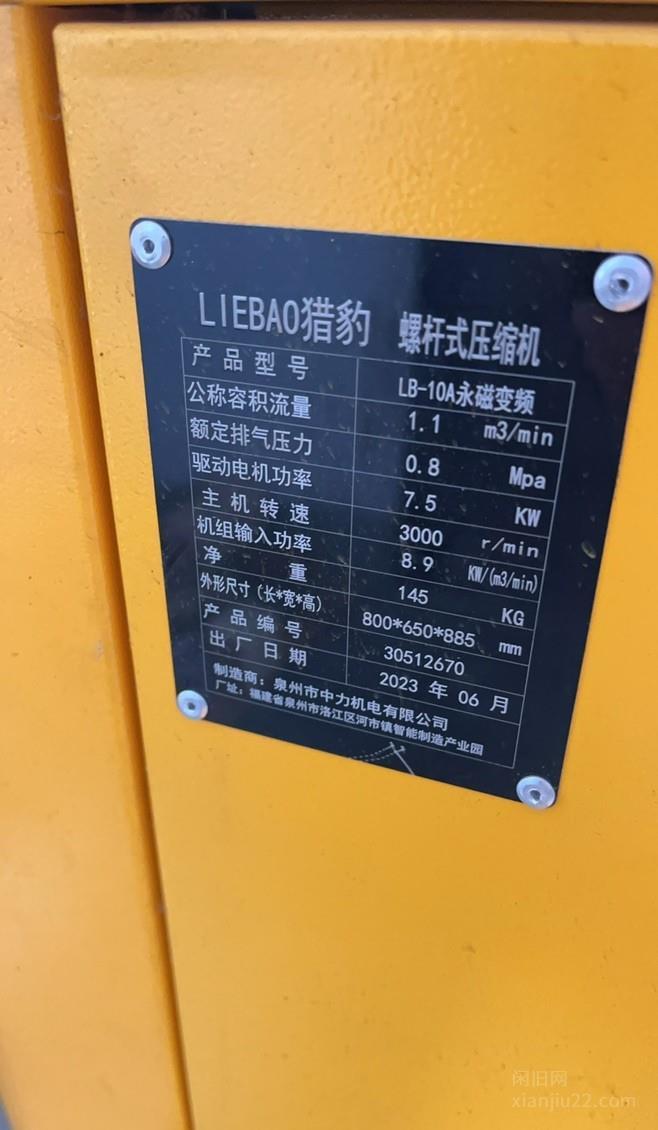 LIEBAO猎豹 螺杆式压缩机
产品型号 LB-10A永磁变频
公称容积流量 1.1 m3/min
额定排气压力 0.8 Mpa
驱动电机功率 7.5 KW
主机转速 3000 r/min
机组输入功率 8.9 KW/(m3/min)
净重 145 KG
外形尺寸(长*宽*高) 800*650*885 mm
产品编号 30512670
出厂日期 2023 年 06 月
制造商：泉州市中力机电有限公司
厂址：福建省泉州市洛江区河市镇智能制造产业园
闲旧网
xianjiu22.com